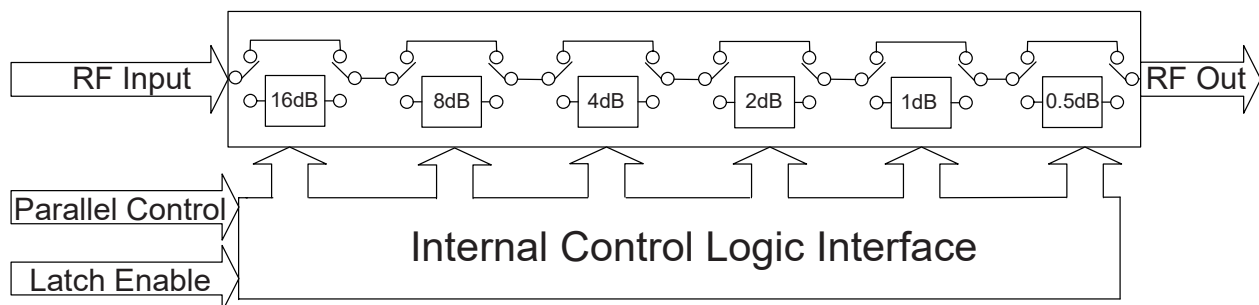 RF Input
16dB
8dB
4dB
2dB
1dB
0.5dB
RF Out
Parallel Control
Internal Control Logic Interface
Latch Enable